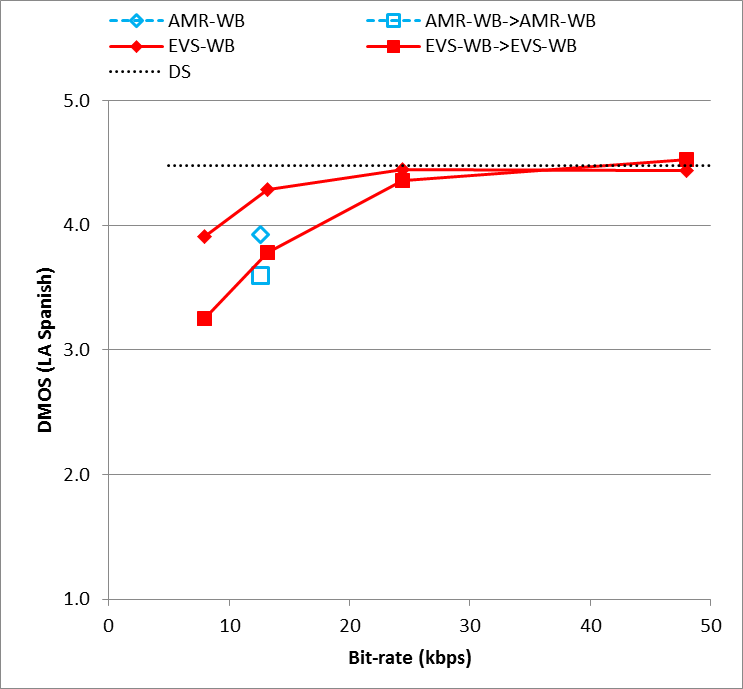 AMR-WB AMR-WB->AMR-WB
EVS-WB EVS-WB->EVS-WB
DS
5.0
4.0
3.0
2.0
1.0
DMOS (LA Spanish)
0 10 20 30 40 50
Bit-rate (kbps)